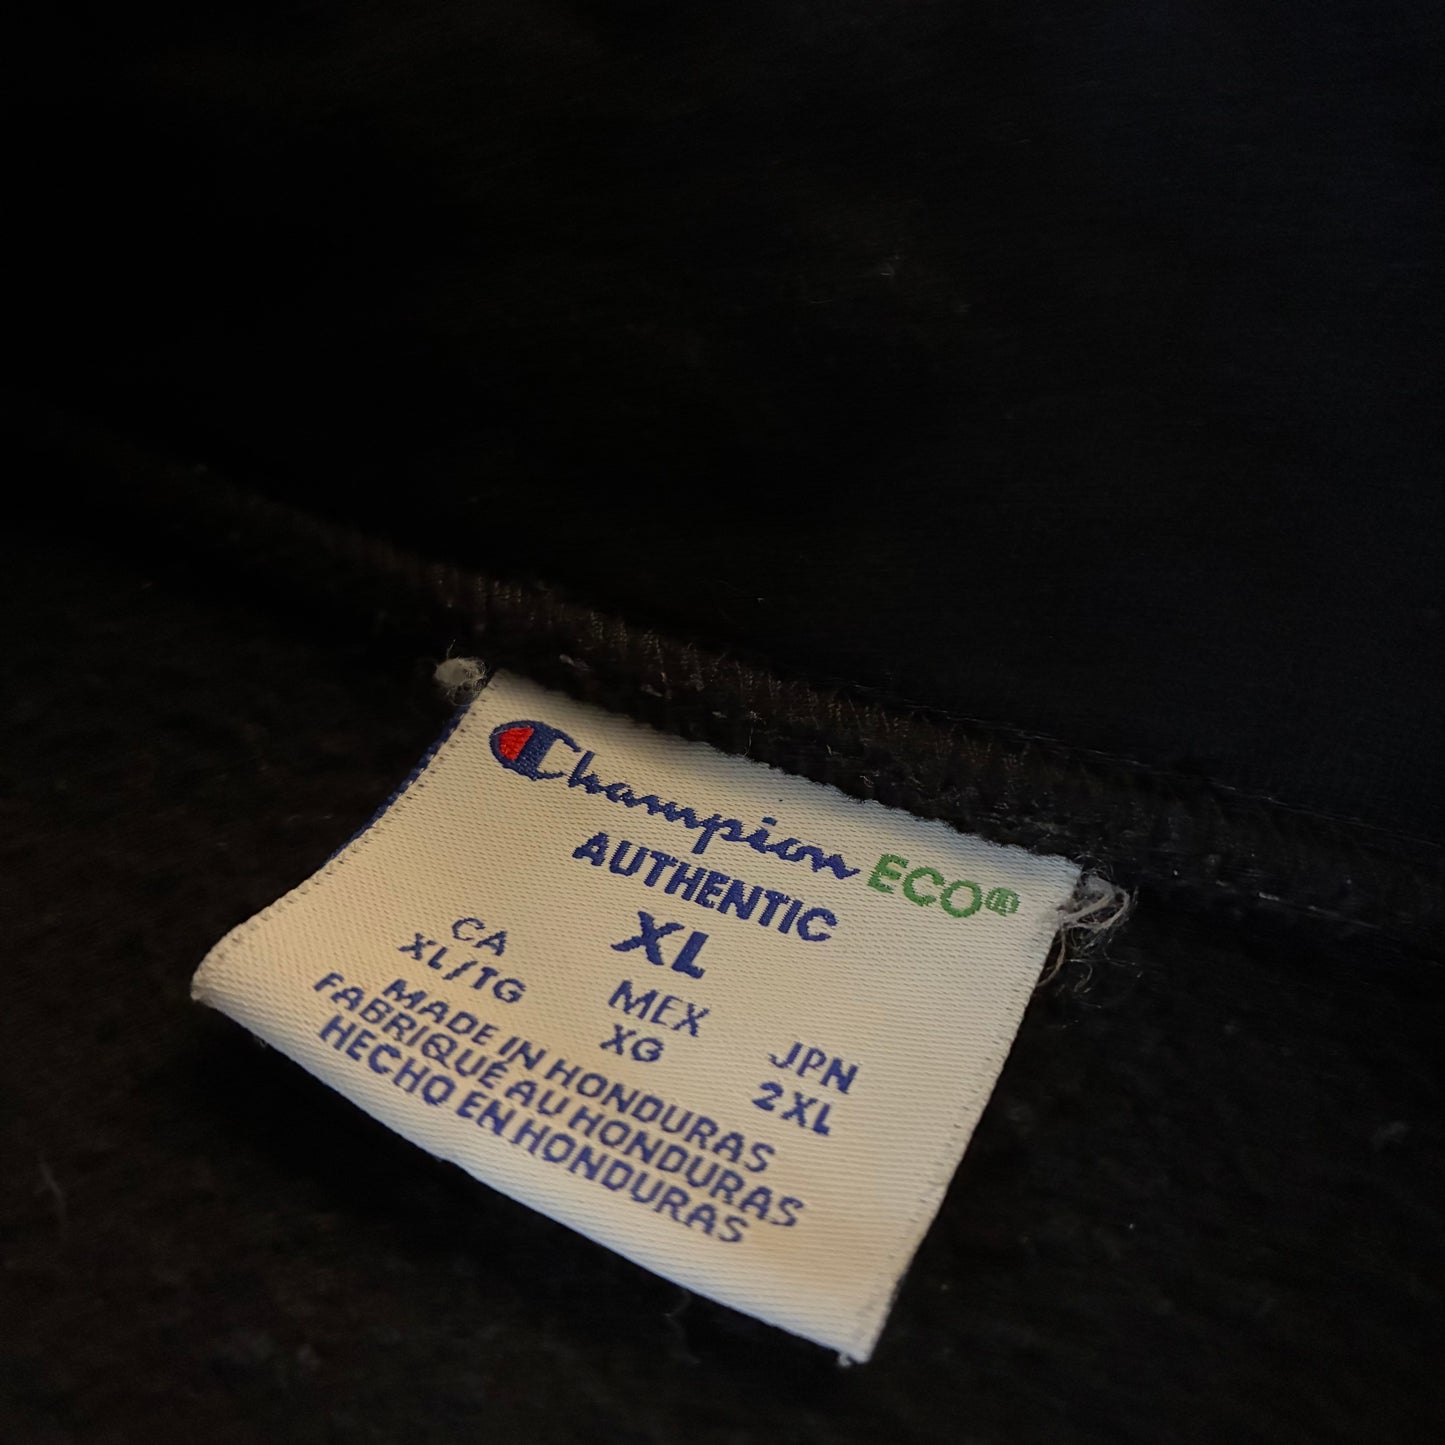 Champion ECO®
AUTHENTIC
XL
CA MEX JPN
XL/TG XG 2XL
MADE IN HONDURAS
FABRIQUÉ AU HONDURAS
HECHO EN HONDURAS